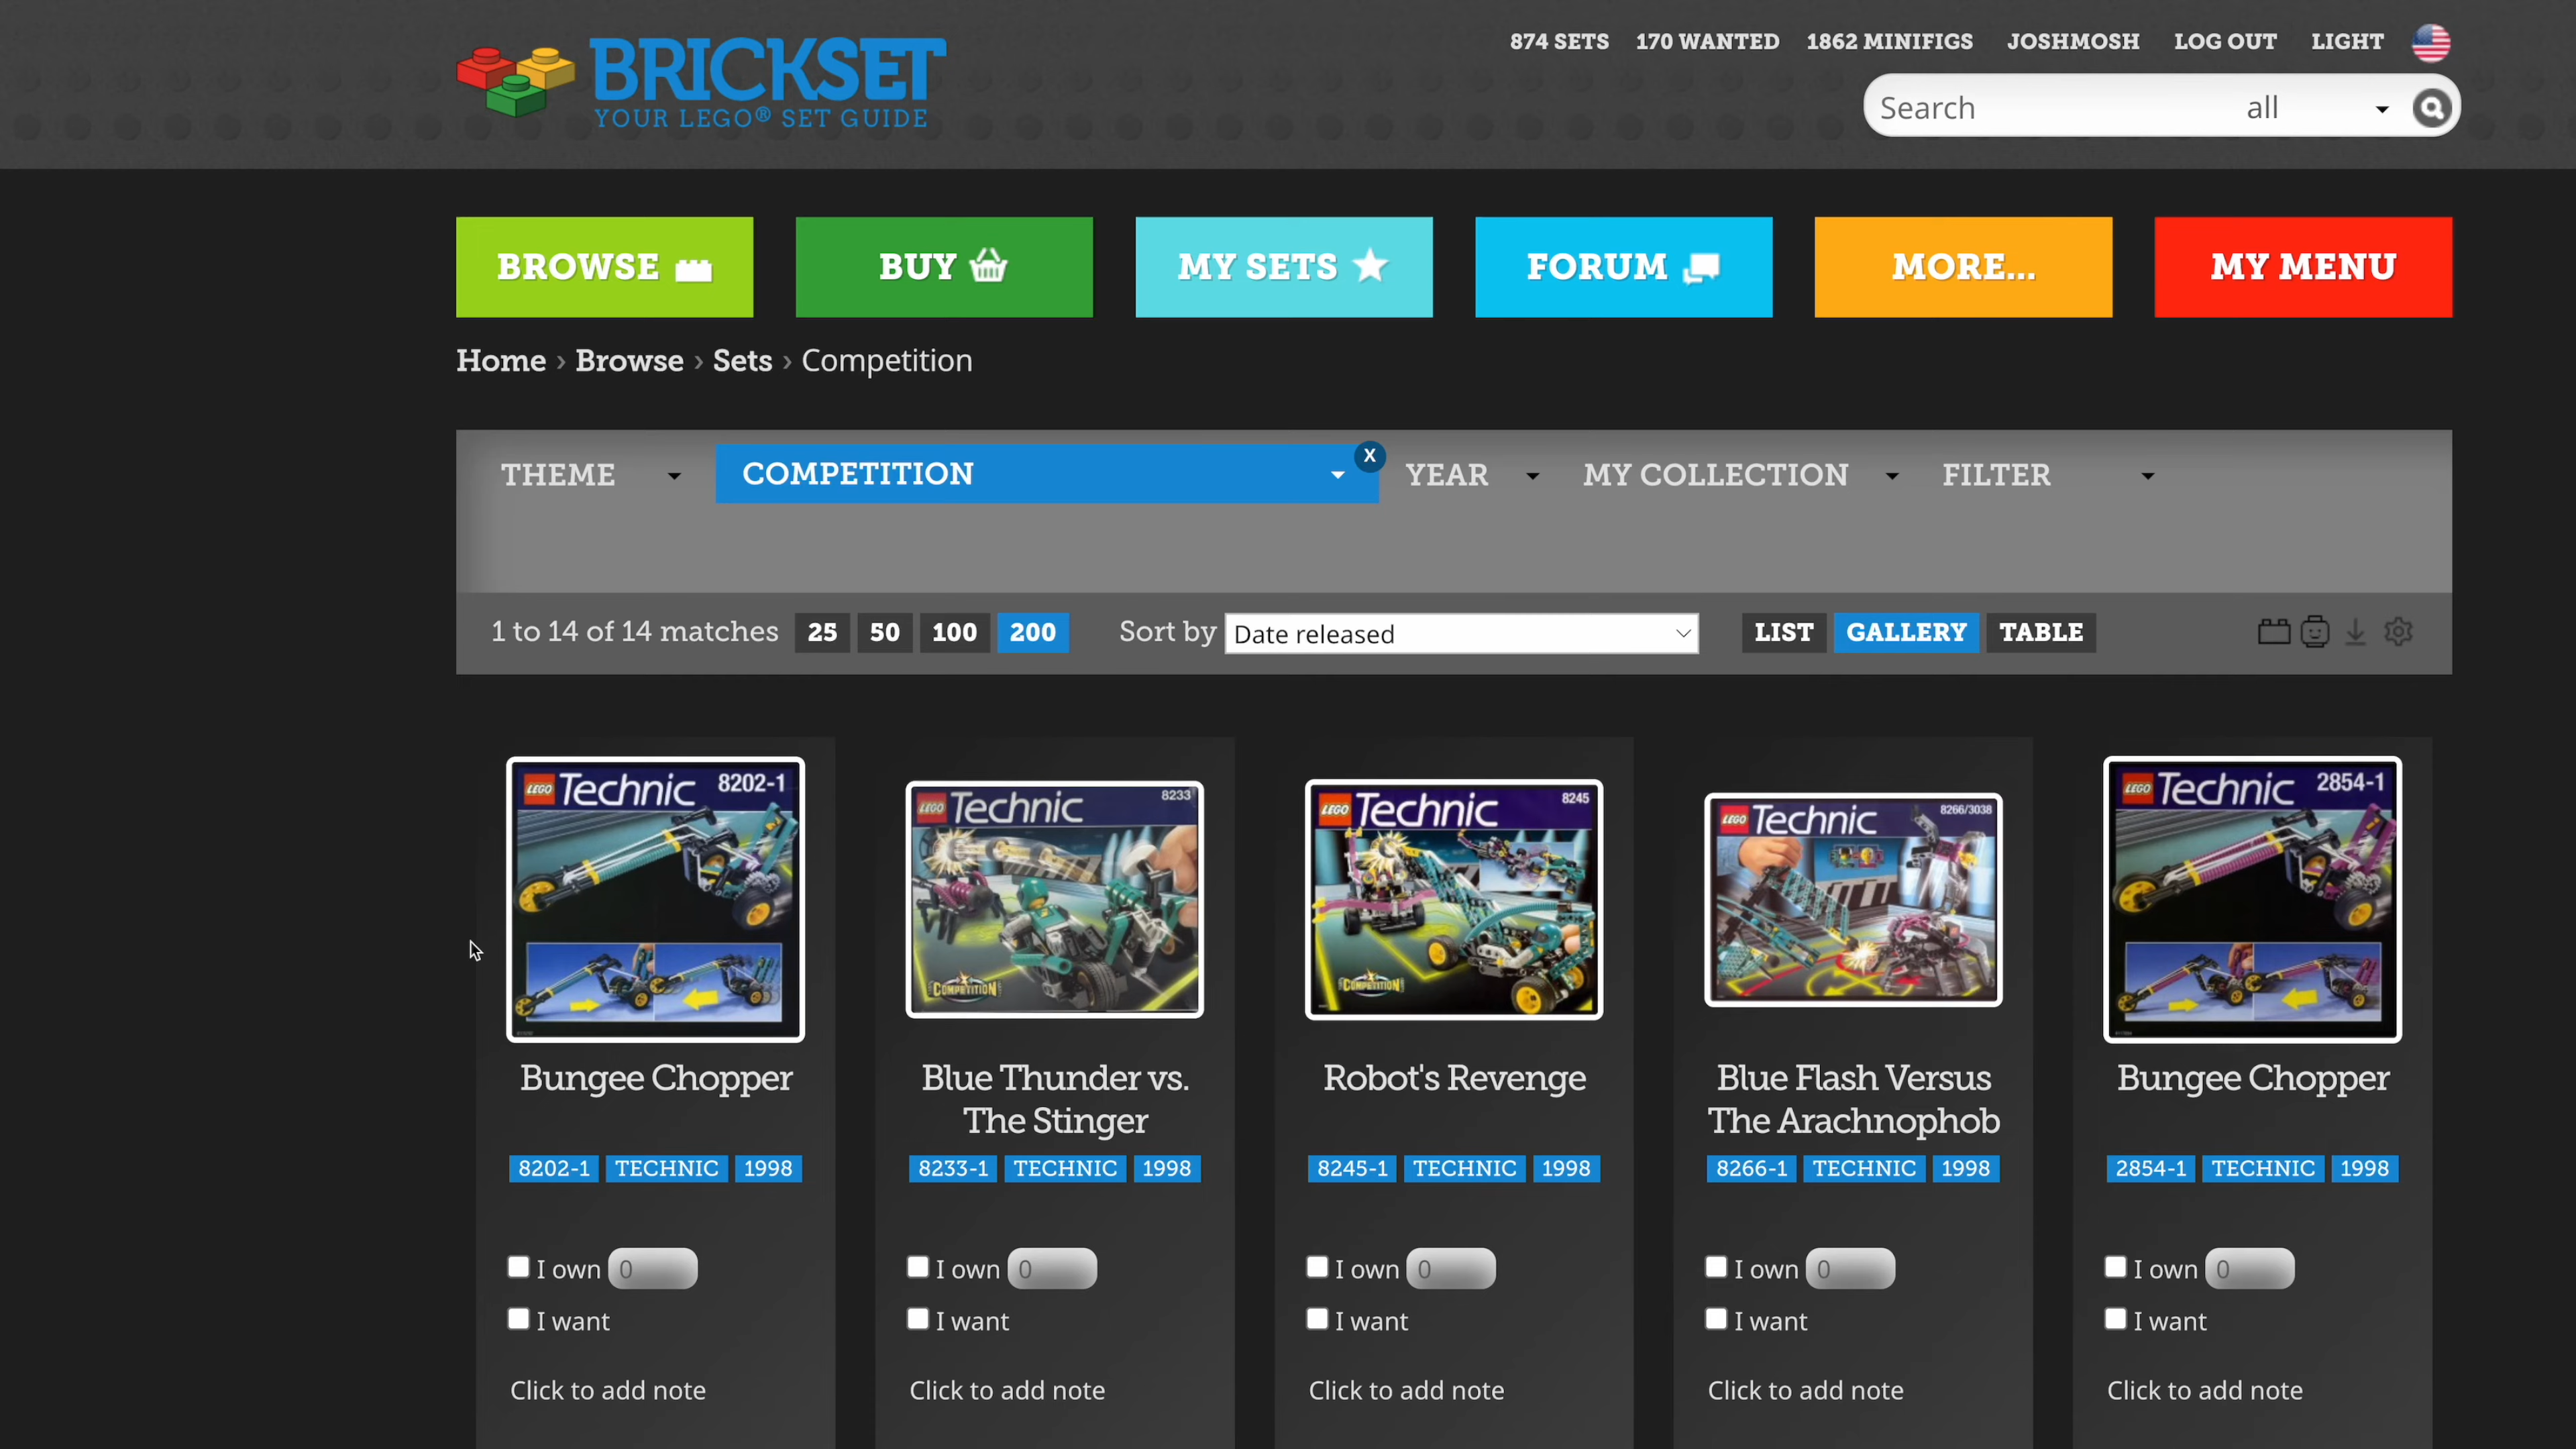 BRICKSET
YOUR LEGO® SET GUIDE
874 SETS 170 WANTED 1862 MINIFIGS JOSHMOSH LOG OUT LIGHT
Search all
BROWSE BUY MY SETS FORUM MORE... MY MENU
Home › Browse › Sets › Competition
THEME COMPETITION X YEAR MY COLLECTION FILTER
1 to 14 of 14 matches 25 50 100 200 Sort by Date released LIST GALLERY TABLE
LEGO Technic 8202-1
Bungee Chopper
8202-1 TECHNIC 1998
I own 0
I want
Click to add note
LEGO Technic 8233
COMPETITION
Blue Thunder vs.
The Stinger
8233-1 TECHNIC 1998
I own 0
I want
Click to add note
LEGO Technic 8245
COMPETITION
Robot's Revenge
8245-1 TECHNIC 1998
I own 0
I want
Click to add note
LEGO Technic 8266/3038
Blue Flash Versus
The Arachnophob
8266-1 TECHNIC 1998
I own 0
I want
Click to add note
LEGO Technic 2854-1
Bungee Chopper
2854-1 TECHNIC 1998
I own 0
I want
Click to add note